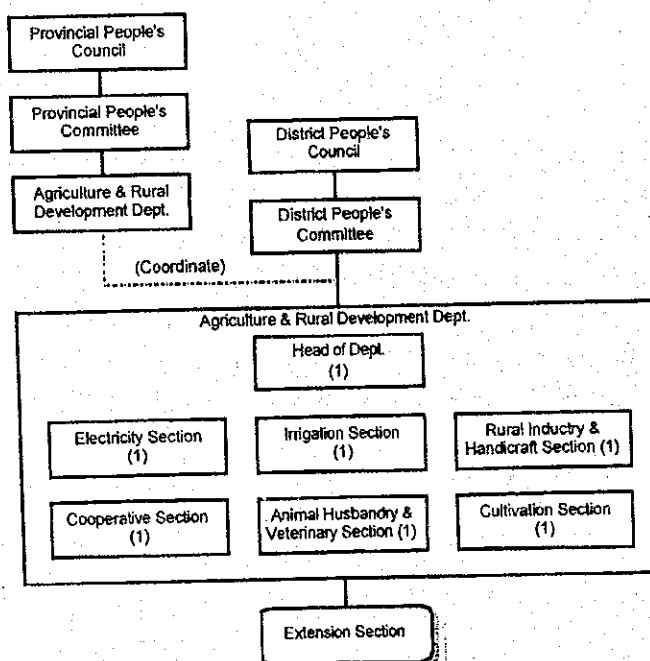 Provincial People's
Council
Provincial People's
Committee
Agriculture & Rural
Development Dept.
District People's
Council
District People's
Committee
(Coordinate)
Agriculture & Rural Development Dept.
Head of Dept.
(1)
Electricity Section
(1)
Irrigation Section
(1)
Rural Industry &
Handicraft Section (1)
Cooperative Section
(1)
Animal Husbandry &
Veterinary Section (1)
Cultivation Section
(1)
Extension Section